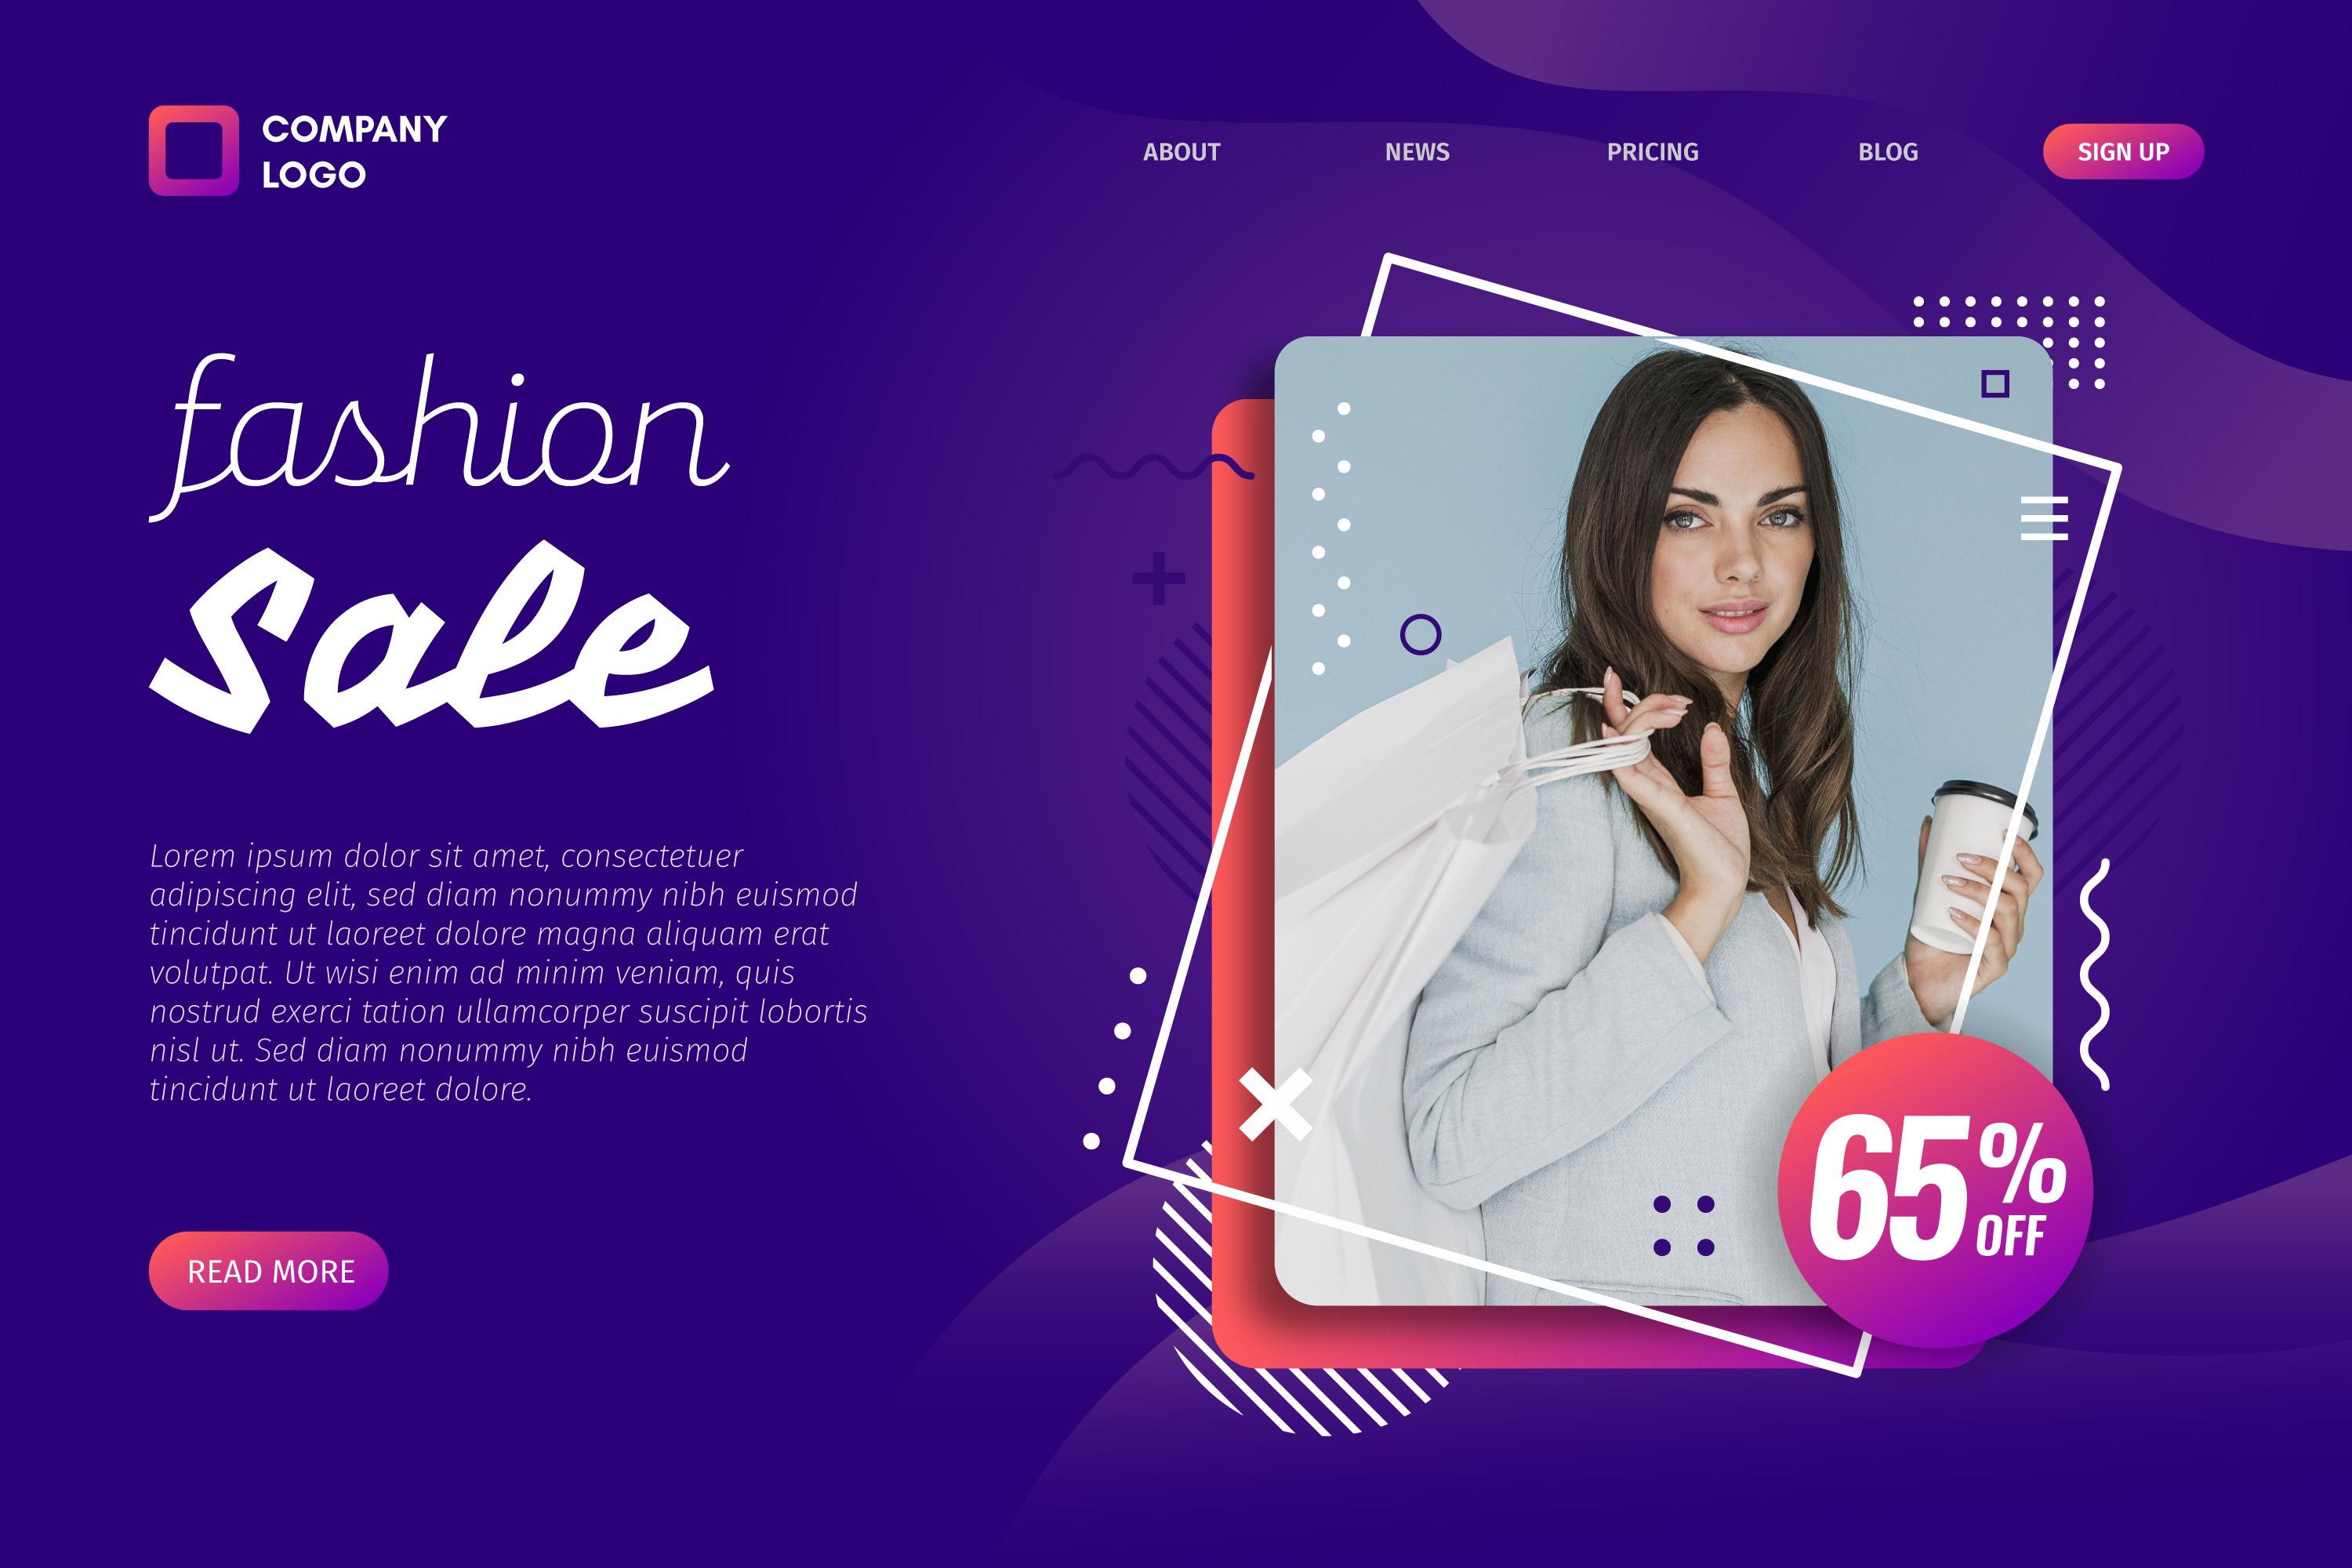 COMPANY
LOGO
ABOUT NEWS PRICING BLOG SIGN UP
fashion
sale
Lorem ipsum dolor sit amet, consectetuer
adipiscing elit, sed diam nonummy nibh euismod
tincidunt ut laoreet dolore magna aliquam erat
volutpat. Ut wisi enim ad minim veniam, quis
nostrud exerci tation ullamcorper suscipit lobortis
nisl ut. Sed diam nonummy nibh euismod
tincidunt ut laoreet dolore.
READ MORE
65%
OFF